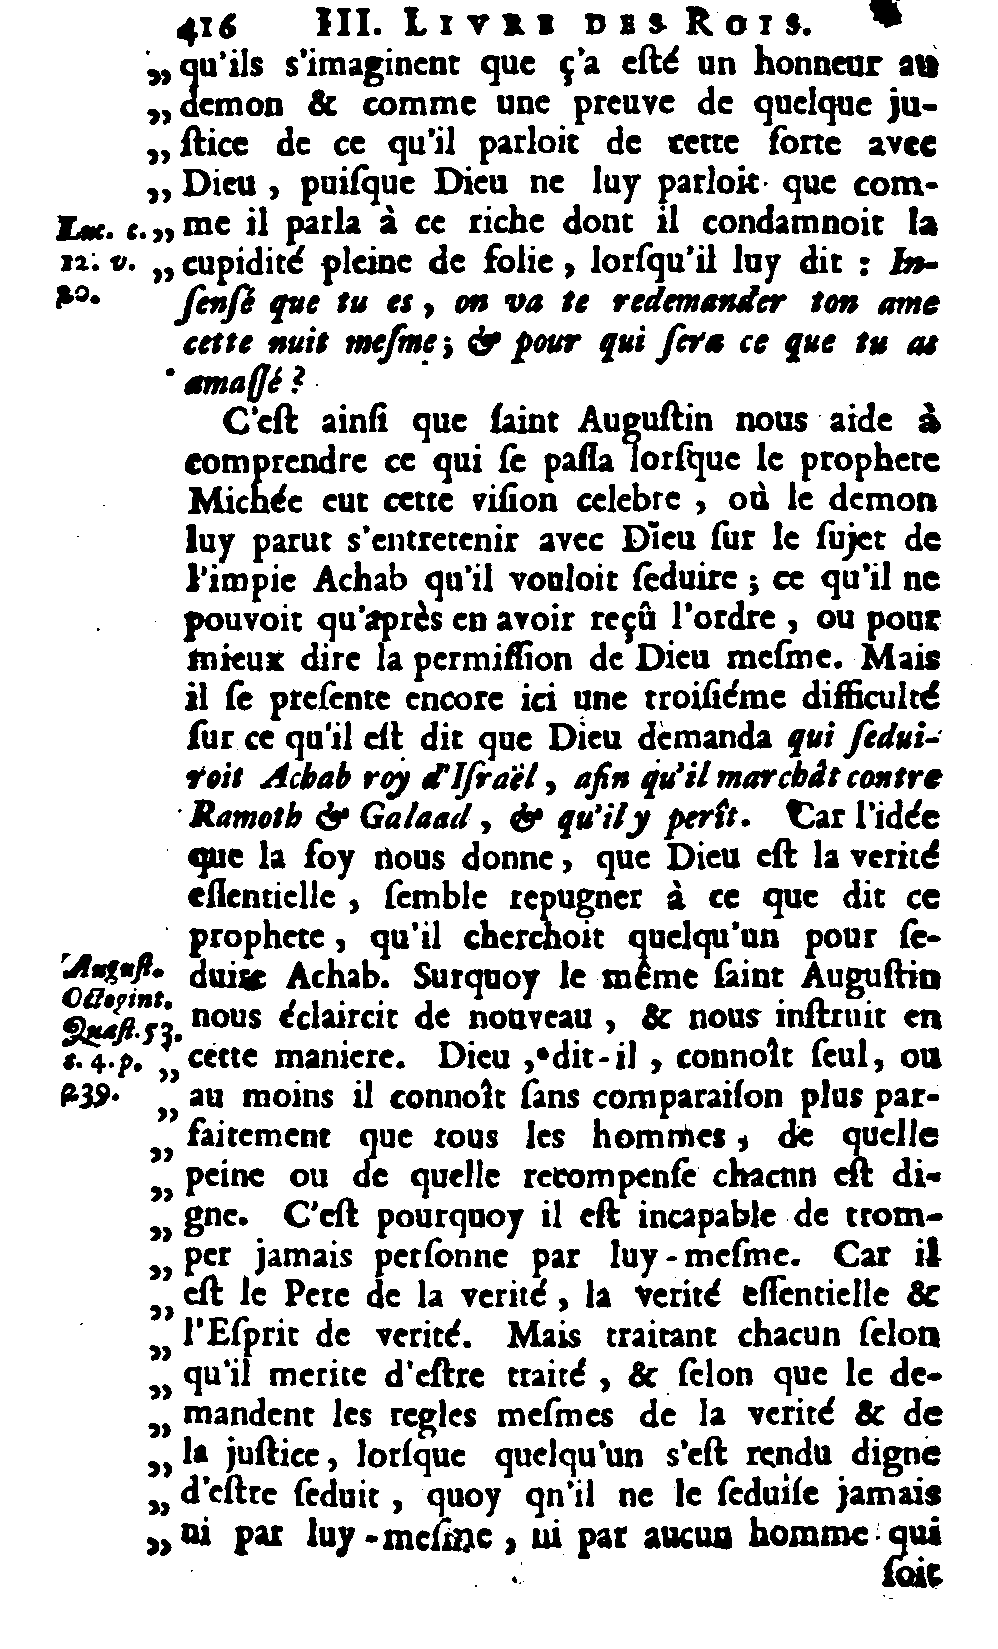 416 III. LIVRE DES ROIS.
„ qu'ils s'imaginent que ç'a eſté un honneur au
„ demon & comme une preuve de quelque ju-
„ ſtice de ce qu'il parloit de cette ſorte avec
„ Dieu, puiſque Dieu ne luy parloit que com-
Luc. c. „ me il parla à ce riche dont il condamnoit la
12. v. „ cupidité pleine de folie, lorſqu'il luy dit : In-
20. ſenſé que tu es, on va te redemander ton ame
cette nuit meſme; & pour qui ſera ce que tu as
amaſſé ?
C'eſt ainſi que ſaint Auguſtin nous aide à
comprendre ce qui ſe paſſa lorſque le prophete
Michée eut cette viſion celebre, où le demon
luy parut s'entretenir avec Dieu ſur le ſujet de
l'impie Achab qu'il vouloit ſeduire ; ce qu'il ne
pouvoit qu'après en avoir reçû l'ordre, ou pour
mieux dire la permiſſion de Dieu meſme. Mais
il ſe preſente encore ici une troiſiéme difficulté
ſur ce qu'il eſt dit que Dieu demanda qui ſedui-
roit Achab roy d'Iſraël, afin qu'il marchât contre
Ramoth & Galaad, & qu'il y perît. Car l'idée
que la foy nous donne, que Dieu eſt la verité
eſſentielle, ſemble repugner à ce que dit ce
prophete, qu'il cherchoit quelqu'un pour ſe-
Auguſt. duire Achab. Surquoy le même ſaint Auguſtin
Octogint.
Quæſt. 53. nous éclaircit de nouveau, & nous inſtruit en
t. 4. p. „ cette maniere. Dieu, dit-il, connoît ſeul, ou
239. „ au moins il connoît ſans comparaiſon plus par-
„ faitement que tous les hommes, de quelle
„ peine ou de quelle recompenſe chacun eſt di-
„ gne. C'eſt pourquoy il eſt incapable de trom-
„ per jamais perſonne par luy-meſme. Car il
„ eſt le Pere de la verité, la verité eſſentielle &
„ l'Eſprit de verité. Mais traitant chacun ſelon
„ qu'il merite d'eſtre traité, & ſelon que le de-
„ mandent les regles meſmes de la verité & de
„ la juſtice, lorſque quelqu'un s'eſt rendu digne
„ d'eſtre ſeduit, quoy qn'il ne le ſeduiſe jamais
„ ni par luy-meſme, ni par aucun homme qui
ſoit